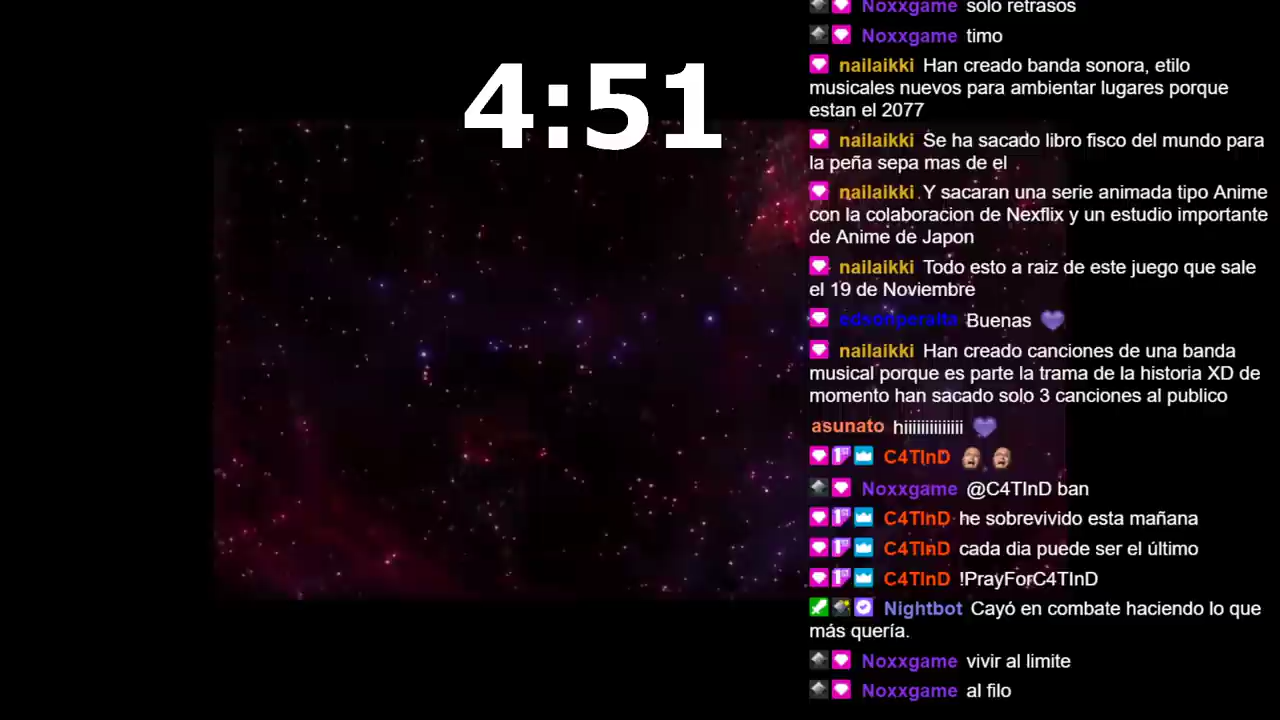 4:51
Noxxgame solo retrasos
Noxxgame timo
nailaikki Han creado banda sonora, etilo
musicales nuevos para ambientar lugares porque
estan el 2077
nailaikki Se ha sacado libro fisco del mundo para
la peña sepa mas de el
nailaikki Y sacaran una serie animada tipo Anime
con la colaboracion de Nexflix y un estudio importante
de Anime de Japon
nailaikki Todo esto a raiz de este juego que sale
el 19 de Noviembre
edsonperalta Buenas
nailaikki Han creado canciones de una banda
musical porque es parte la trama de la historia XD de
momento han sacado solo 3 canciones al publico
asunato hiiiiiiiiiiiiii
C4TInD
Noxxgame @C4TInD ban
C4TInD he sobrevivido esta mañana
C4TInD cada dia puede ser el último
C4TInD !PrayForC4TInD
Nightbot Cayó en combate haciendo lo que
más quería.
Noxxgame vivir al limite
Noxxgame al filo